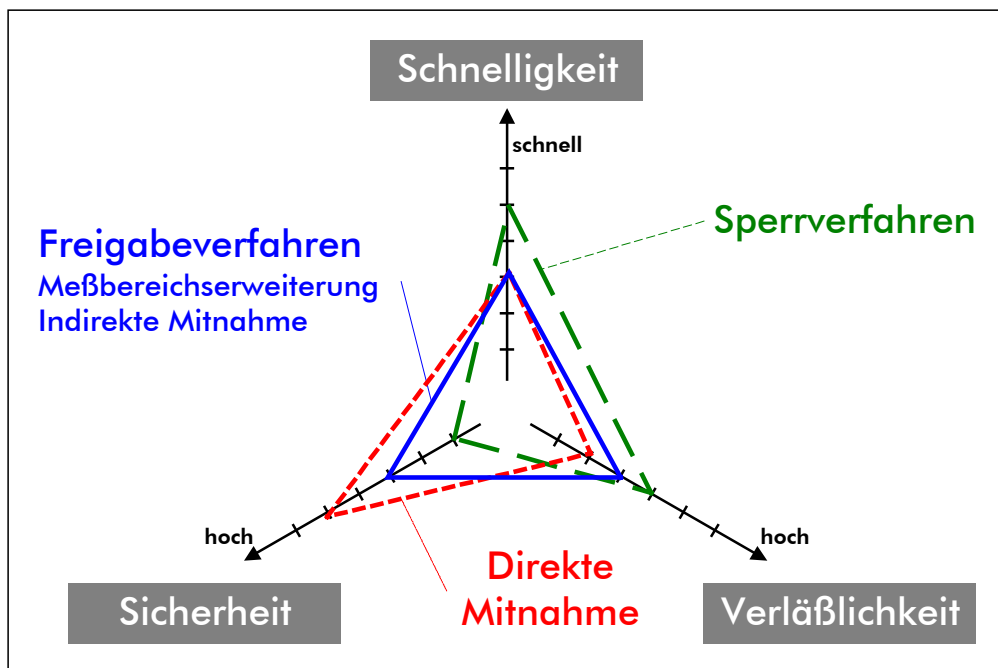 Schnelligkeit
schnell
Sperrverfahren
Freigabeverfahren
Meßbereichserweiterung
Indirekte Mitnahme
hoch
hoch
Direkte
Mitnahme
Sicherheit
Verläßlichkeit